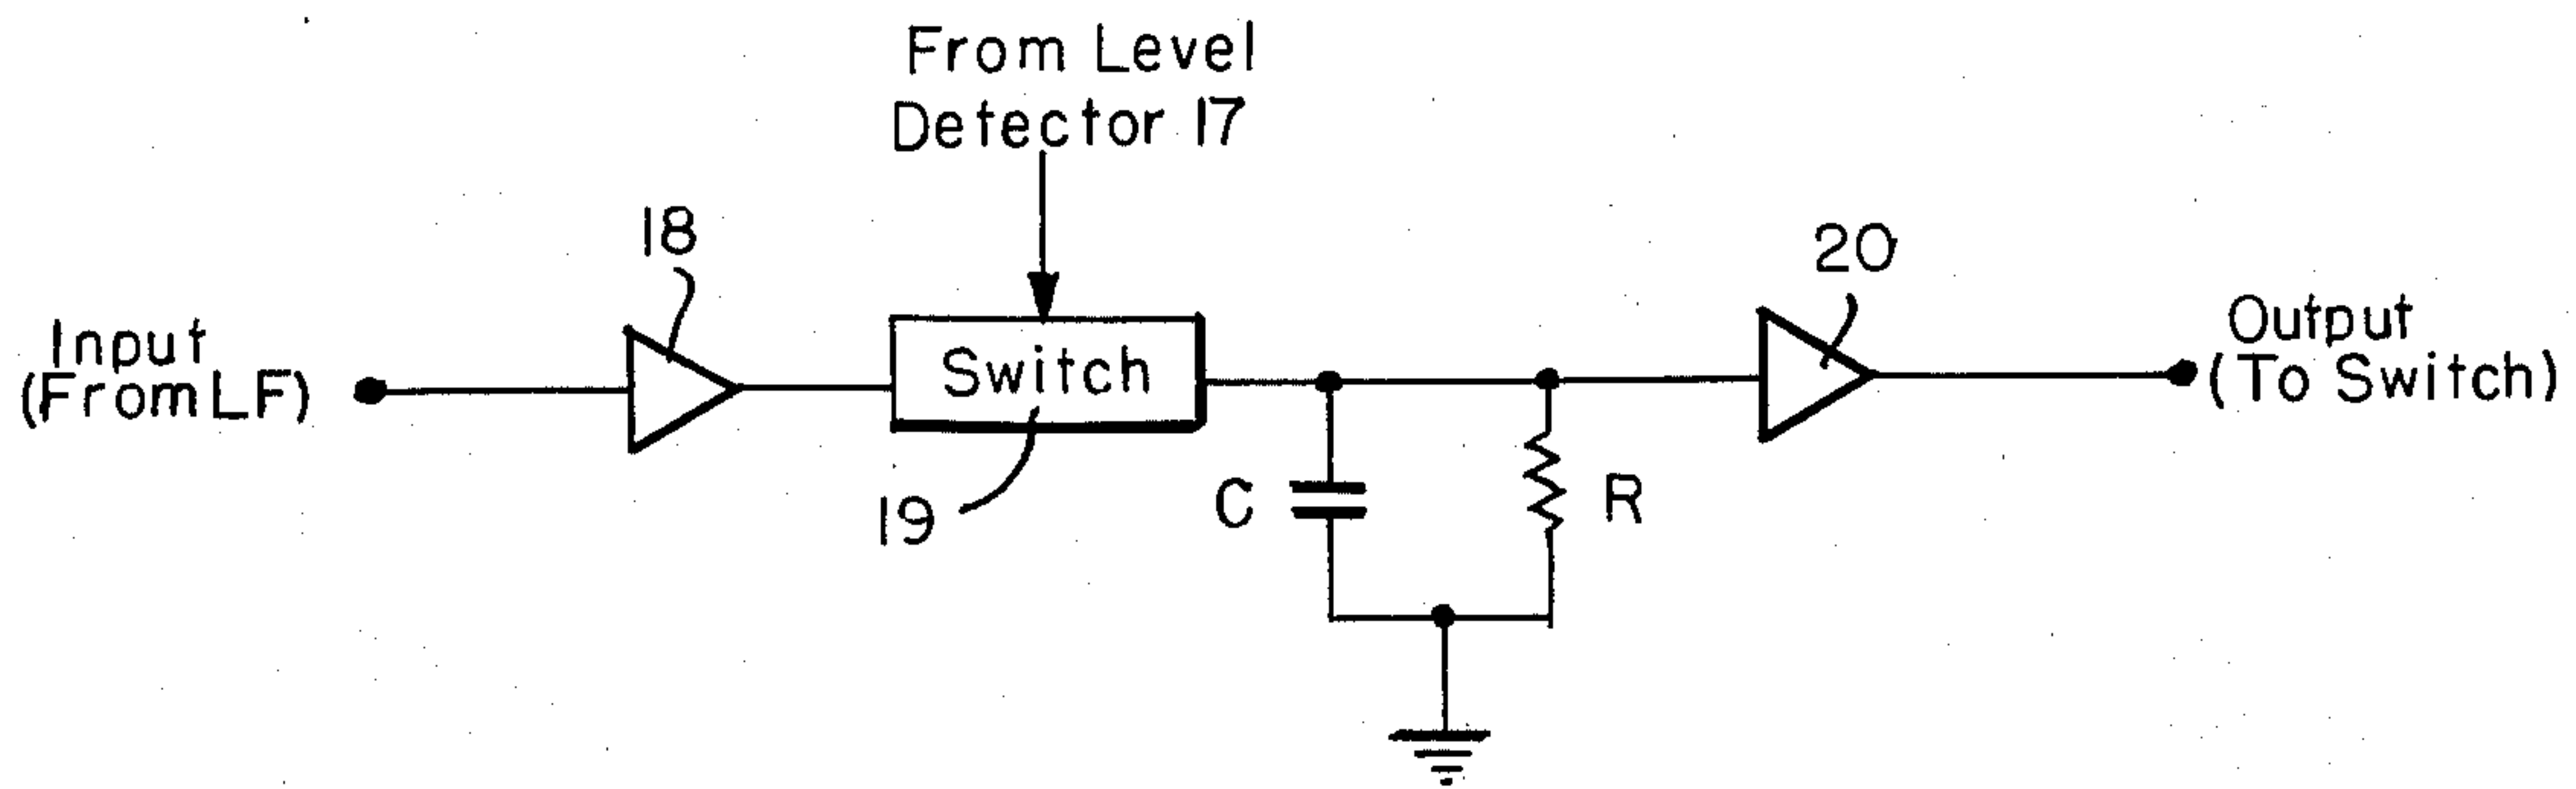 From Level
Detector 17
18
20
Input
(From LF)
Switch
Output
(To Switch)
19
C
R